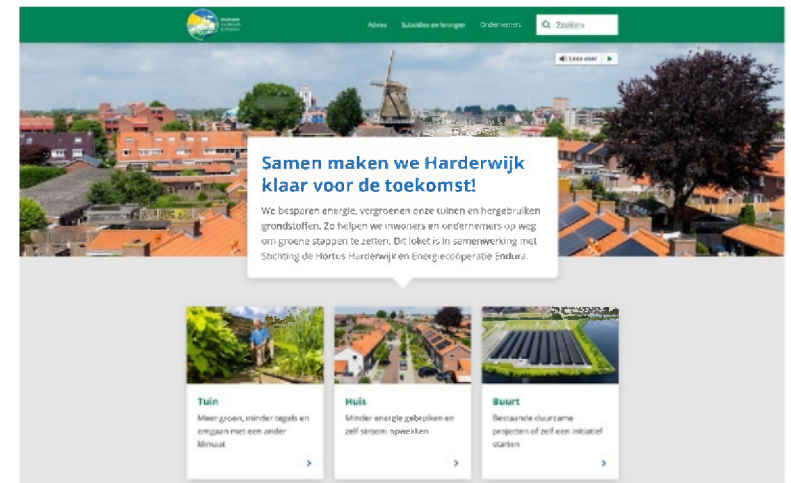 Advies Subsidies en leningen Ondernemers Zoeken
Lees voor
Samen maken we Harderwijk
klaar voor de toekomst!
We besparen energie, vergroenen onze tuinen en hergebruiken
grondstoffen. Zo helpen we inwoners en ondernemers op weg
om groene stappen te zetten. Dit loket is in samenwerking met
Stichting de Hortus Harderwijk en Energiecoöperatie Endura.
Tuin
Meer groen, minder tegels en
omgaan met een ander
klimaat
Huis
Minder energie gebruiken en
zelf stroom opwekken
Buurt
Bestaande duurzame
projecten of zelf een initiatief
starten